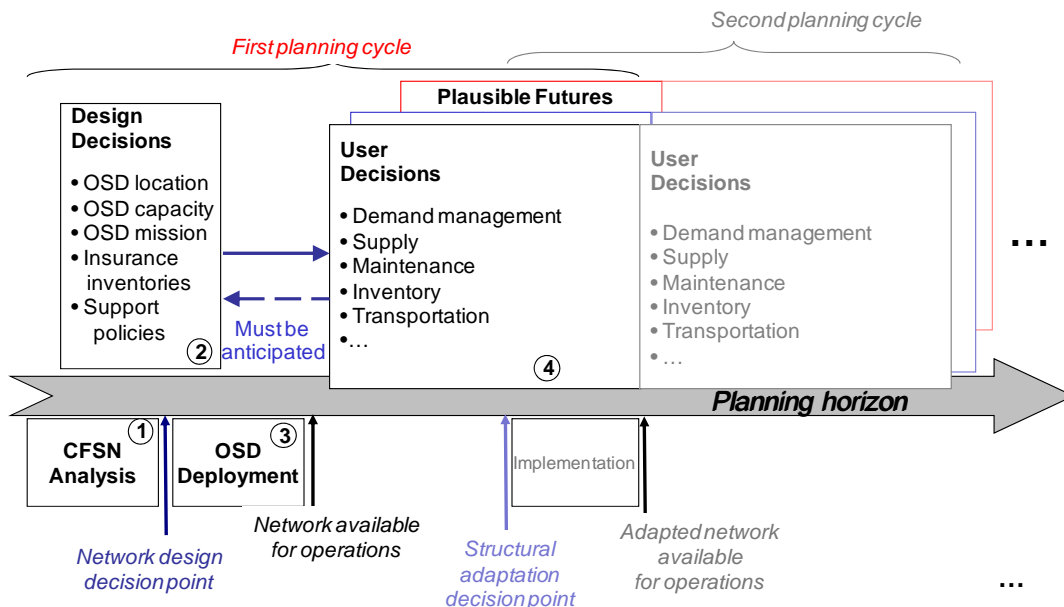 Second planning cycle
First planning cycle
Plausible Futures
Design
Decisions
• OSD location
• OSD capacity
• OSD mission
• Insurance
inventories
• Support
policies
2
Must be
anticipated
User
Decisions
• Demand management
• Supply
• Maintenance
• Inventory
• Transportation
•…
4
User
Decisions
• Demand management
• Supply
• Maintenance
• Inventory
• Transportation
• …
...
Planning horizon
CFSN
Analysis
1
OSD
Deployment
3
Implementation
Network design
decision point
Network available
for operations
Structural
adaptation
decision point
Adapted network
available
for operations
...